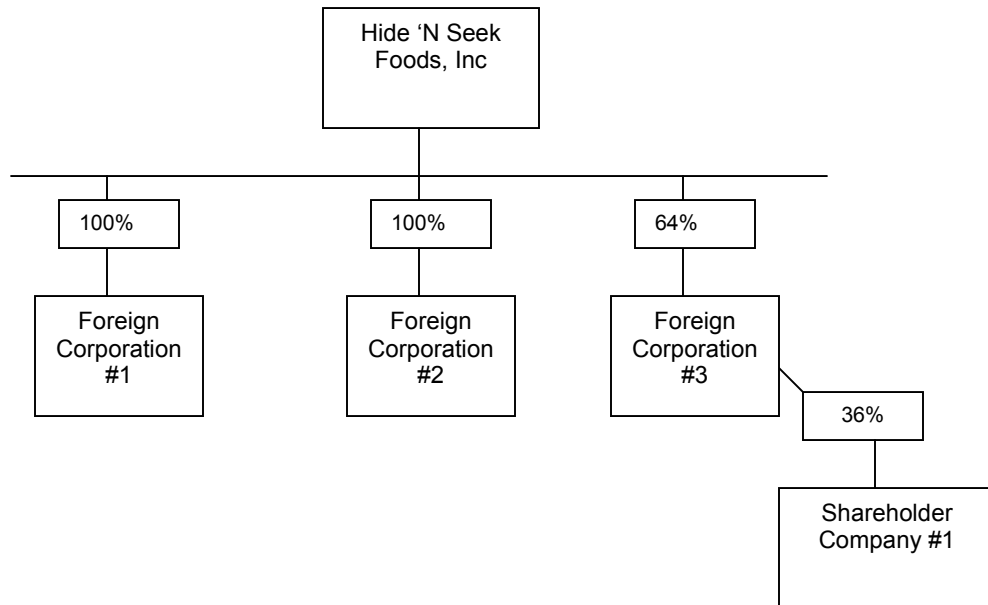 Hide ‘N Seek
Foods, Inc
100%
100%
64%
Foreign
Corporation
#1
Foreign
Corporation
#2
Foreign
Corporation
#3
36%
Shareholder
Company #1